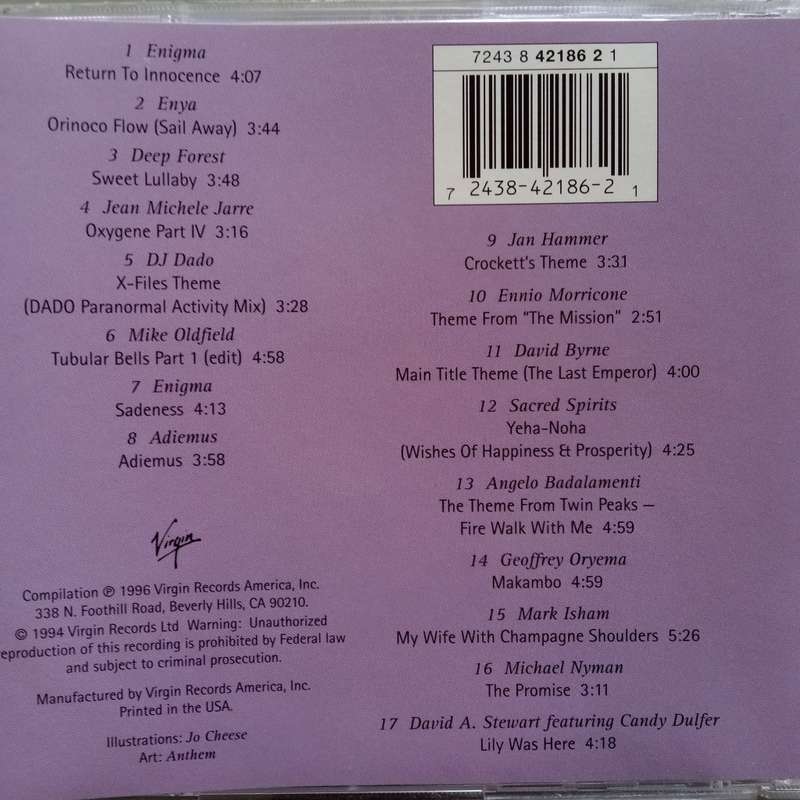 1 Enigma
Return To Innocence 4:07
2 Enya
Orinoco Flow (Sail Away) 3:44
3 Deep Forest
Sweet Lullaby 3:48
4 Jean Michele Jarre
Oxygene Part IV 3:16
5 DJ Dado
X-Files Theme
(DADO Paranormal Activity Mix) 3:28
6 Mike Oldfield
Tubular Bells Part 1 (edit) 4:58
7 Enigma
Sadeness 4:13
8 Adiemus
Adiemus 3:58
Virgin
Compilation ℗ 1996 Virgin Records America, Inc.
338 N. Foothill Road, Beverly Hills, CA 90210.
© 1994 Virgin Records Ltd Warning: Unauthorized
eproduction of this recording is prohibited by Federal law
and subject to criminal prosecution.
Manufactured by Virgin Records America, Inc.
Printed in the USA.
Illustrations: Jo Cheese
Art: Anthem
7243 8 42186 2 1
7 2438-42186-2 1
9 Jan Hammer
Crockett's Theme 3:31
10 Ennio Morricone
Theme From "The Mission" 2:51
11 David Byrne
Main Title Theme (The Last Emperor) 4:00
12 Sacred Spirits
Yeha-Noha
(Wishes Of Happiness & Prosperity) 4:25
13 Angelo Badalamenti
The Theme From Twin Peaks —
Fire Walk With Me 4:59
14 Geoffrey Oryema
Makambo 4:59
15 Mark Isham
My Wife With Champagne Shoulders 5:26
16 Michael Nyman
The Promise 3:11
17 David A. Stewart featuring Candy Dulfer
Lily Was Here 4:18